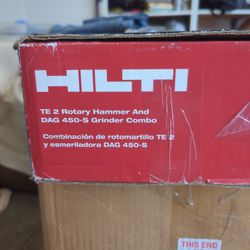 HILTI
TE 2 Rotary Hammer And
DAG 450-S Grinder Combo
Combinación de rotomartillo TE 2
y esmeriladora DAG 450-S
THIS END